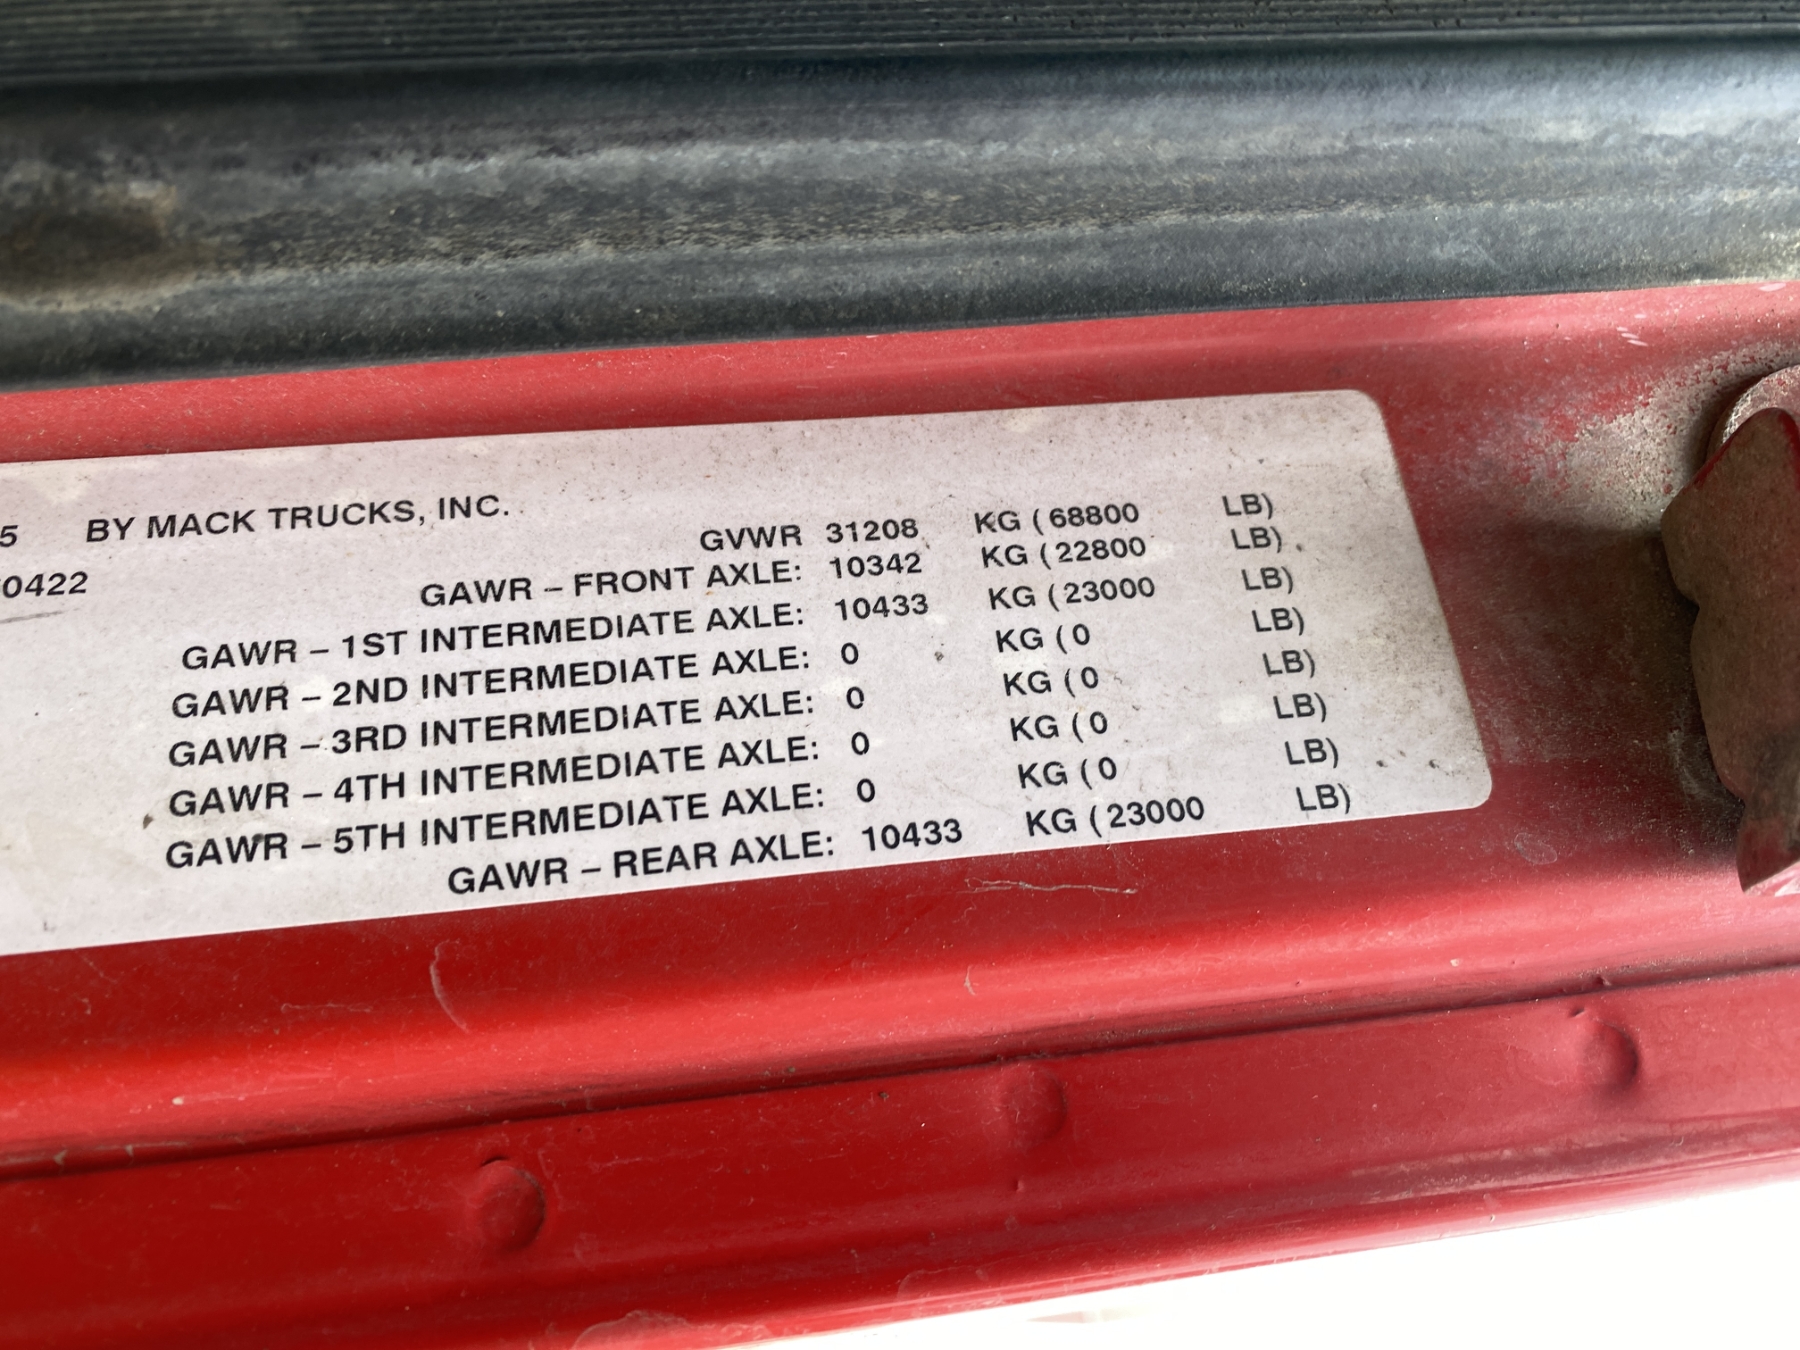 5 BY MACK TRUCKS, INC.
0422
GVWR 31208 KG (68800 LB)
GAWR – FRONT AXLE: 10342 KG (22800 LB)
GAWR – 1ST INTERMEDIATE AXLE: 10433 KG (23000 LB)
GAWR – 2ND INTERMEDIATE AXLE: 0 KG (0 LB)
GAWR – 3RD INTERMEDIATE AXLE: 0 KG (0 LB)
GAWR – 4TH INTERMEDIATE AXLE: 0 KG (0 LB)
GAWR – 5TH INTERMEDIATE AXLE: 0 KG (0 LB)
GAWR – REAR AXLE: 10433 KG (23000 LB)